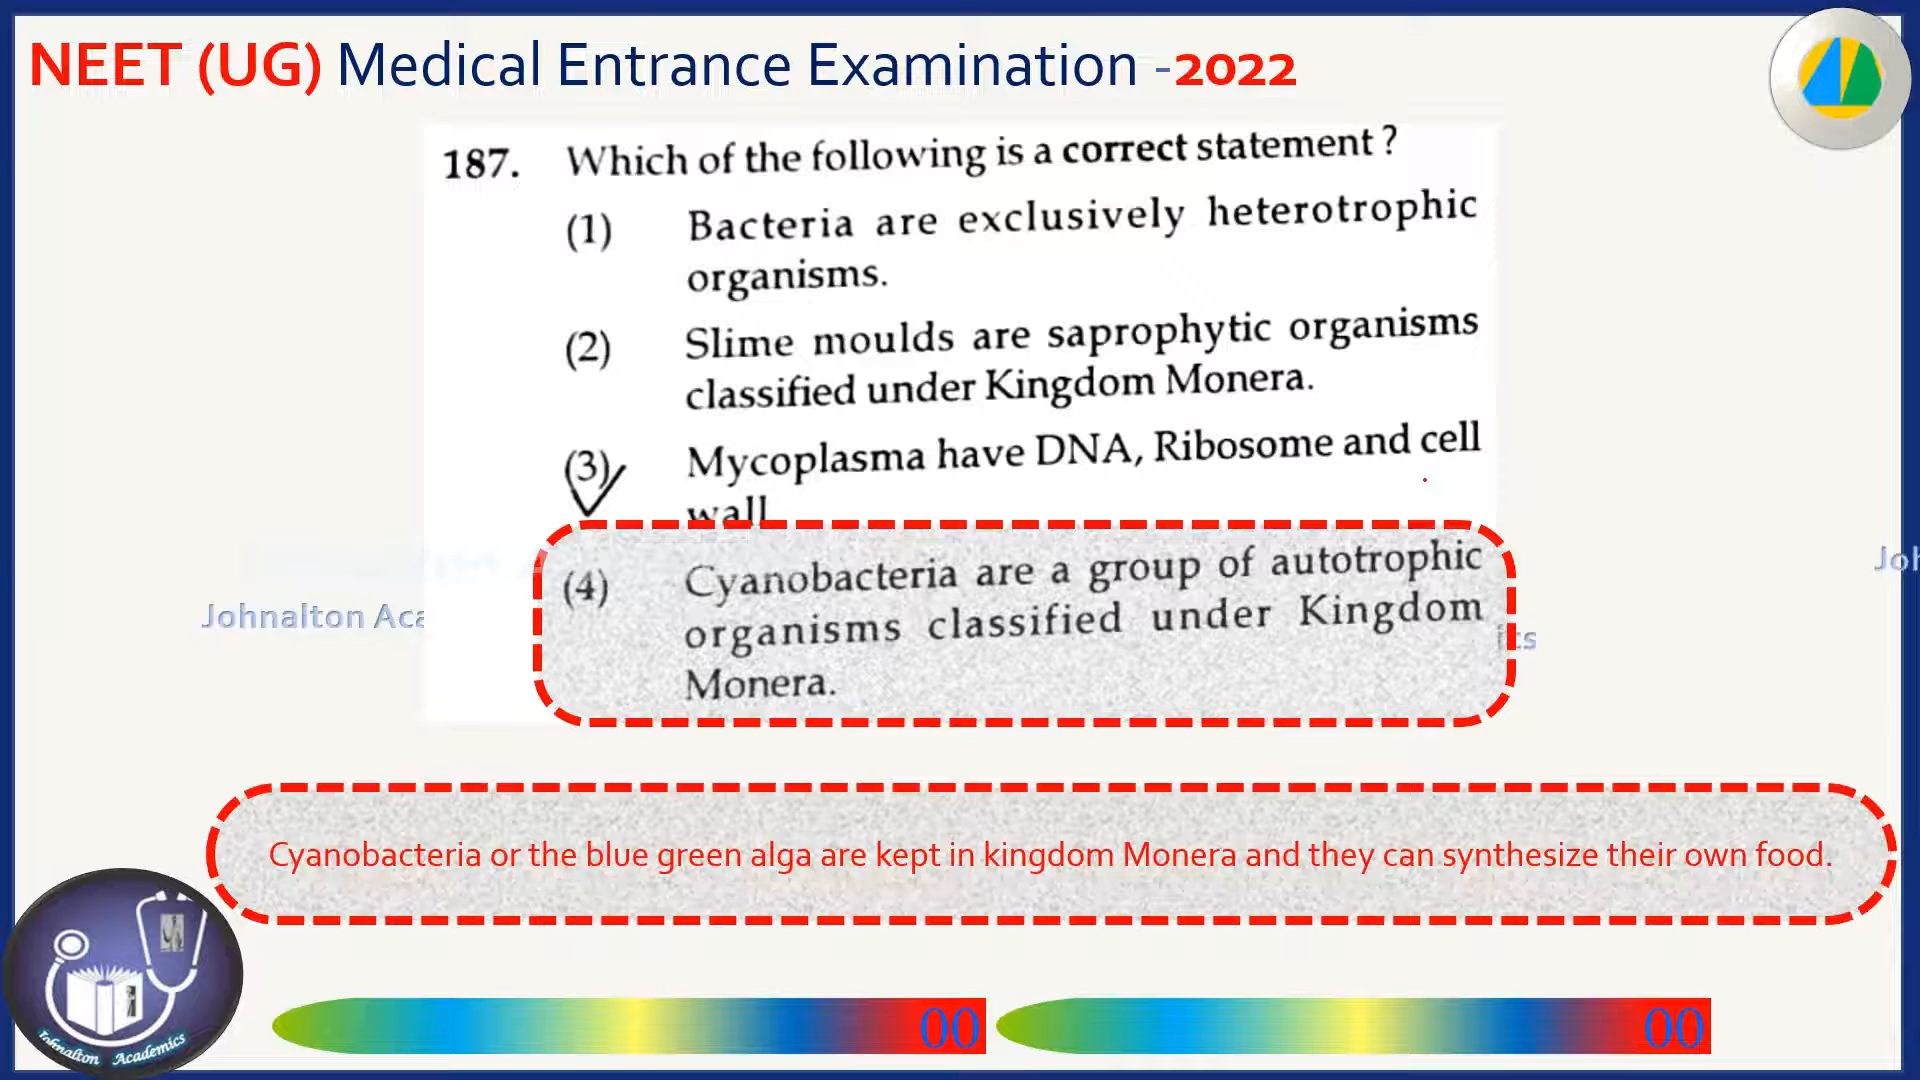 NEET (UG) Medical Entrance Examination -2022
187. Which of the following is a correct statement ?
(1) Bacteria are exclusively heterotrophic
organisms.
(2) Slime moulds are saprophytic organisms
classified under Kingdom Monera.
(3) Mycoplasma have DNA, Ribosome and cell
wall
(4) Cyanobacteria are a group of autotrophic
organisms classified under Kingdom
Monera.
Joh
Johnalton Aca
Cyanobacteria or the blue green alga are kept in kingdom Monera and they can synthesize their own food.
Johnalton Academics
00
00